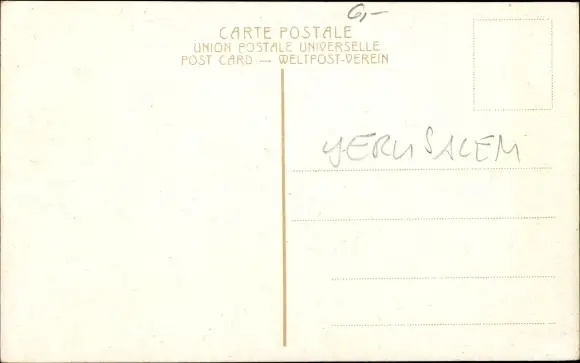 6,-
CARTE POSTALE
UNION POSTALE UNIVERSELLE
POST CARD — WELTPOST-VEREIN
YERUSALEM